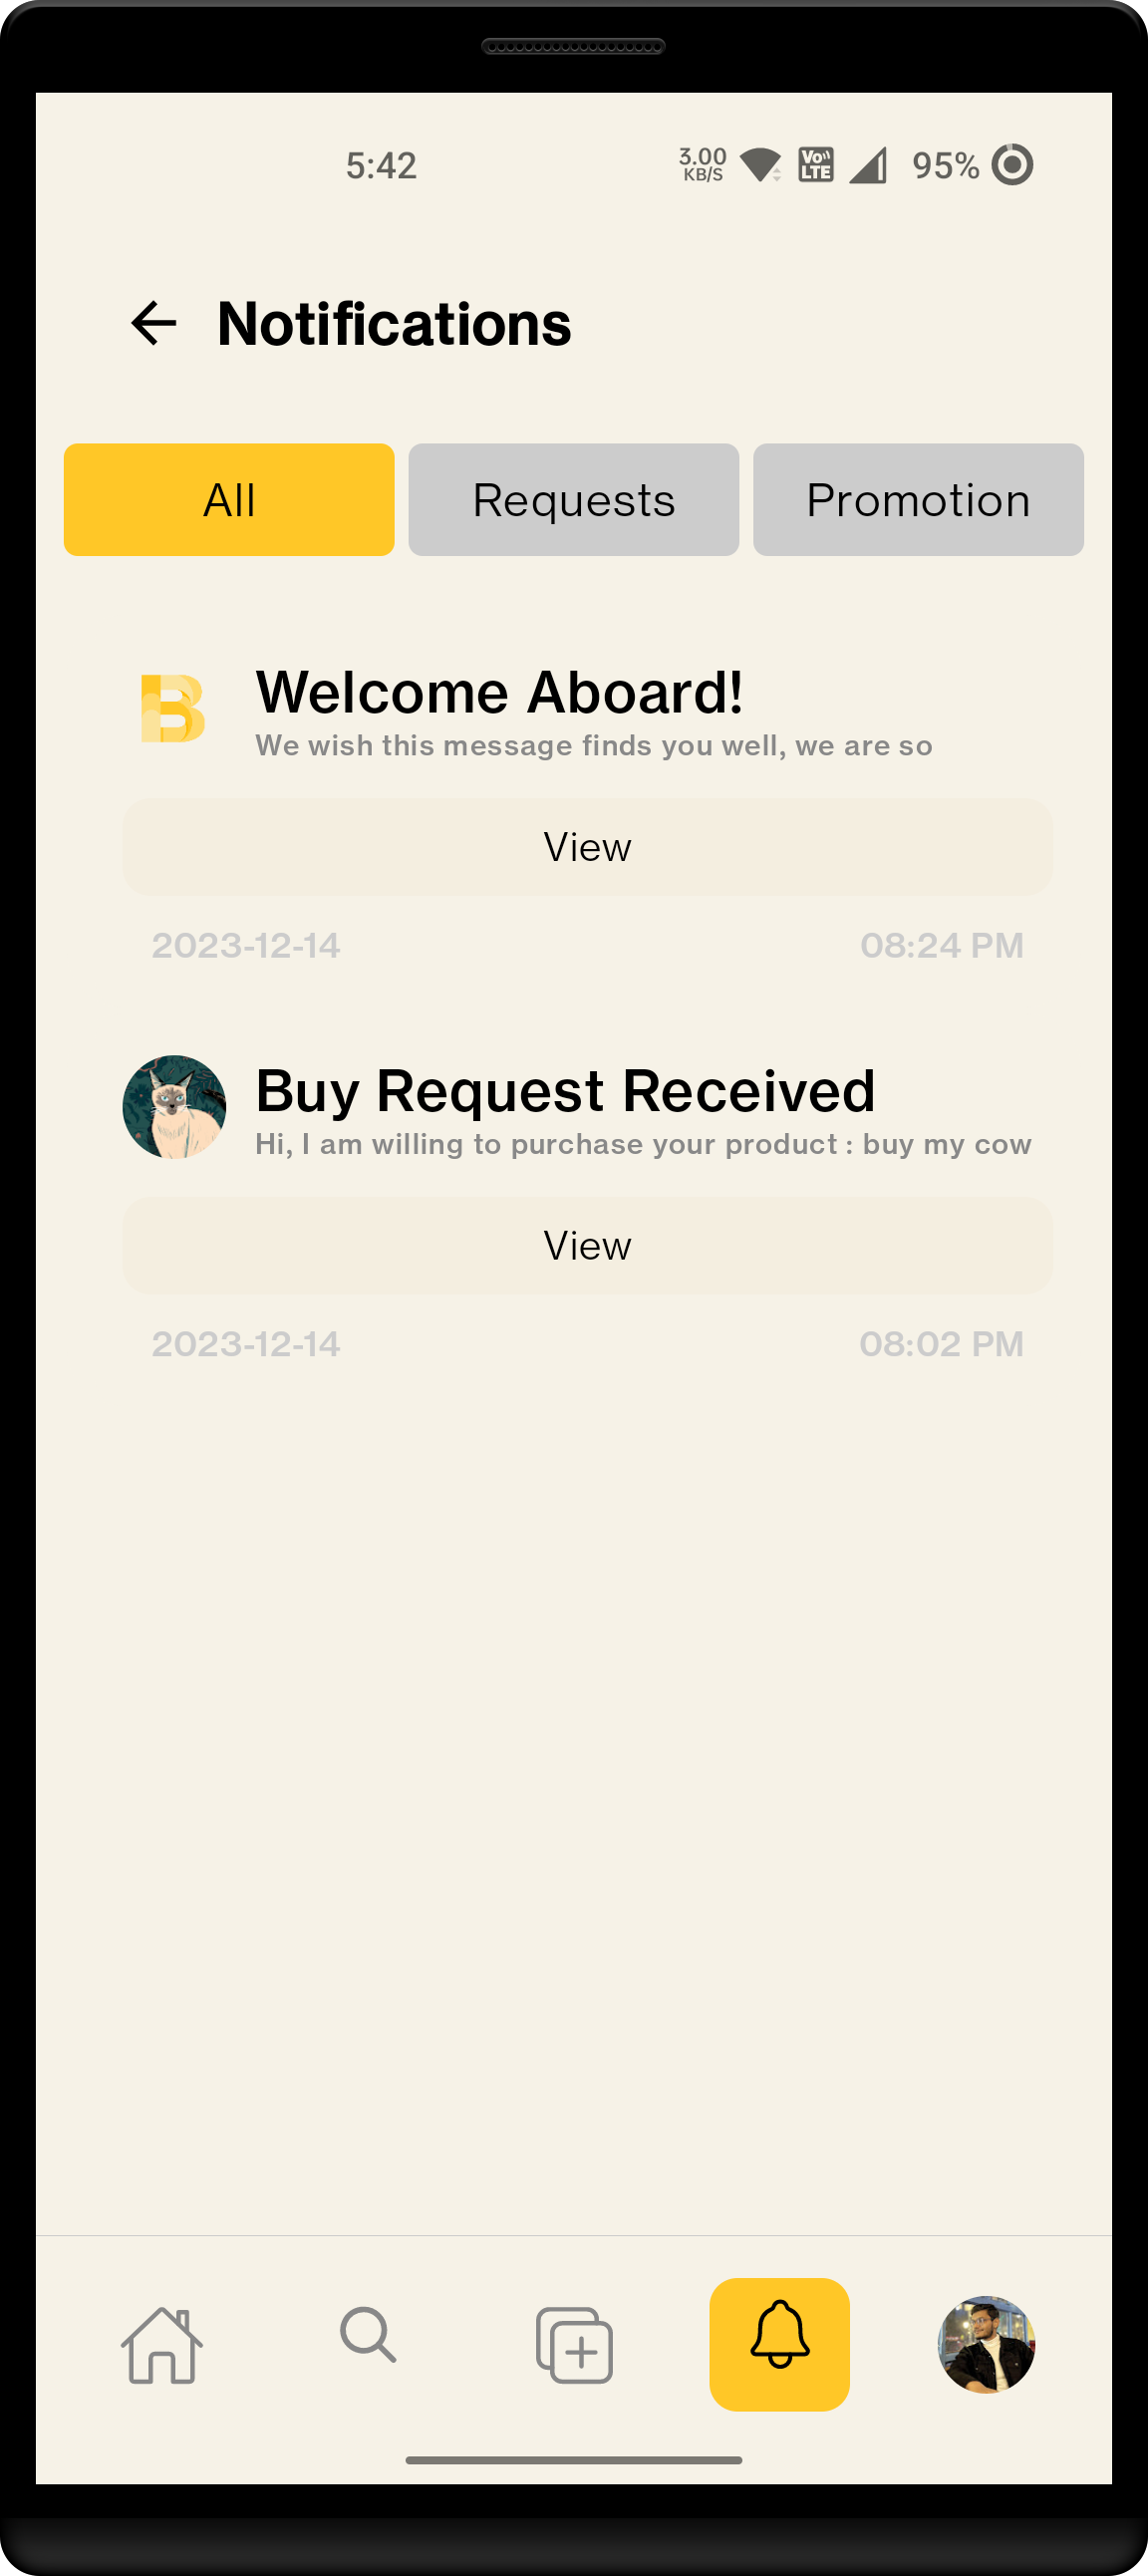 5:42 3.00 KB/S Vo)) LTE 95%
Notifications
All Requests Promotion
B
Welcome Aboard!
We wish this message finds you well, we are so
View
2023-12-14 08:24 PM
Buy Request Received
Hi, I am willing to purchase your product : buy my cow
View
2023-12-14 08:02 PM